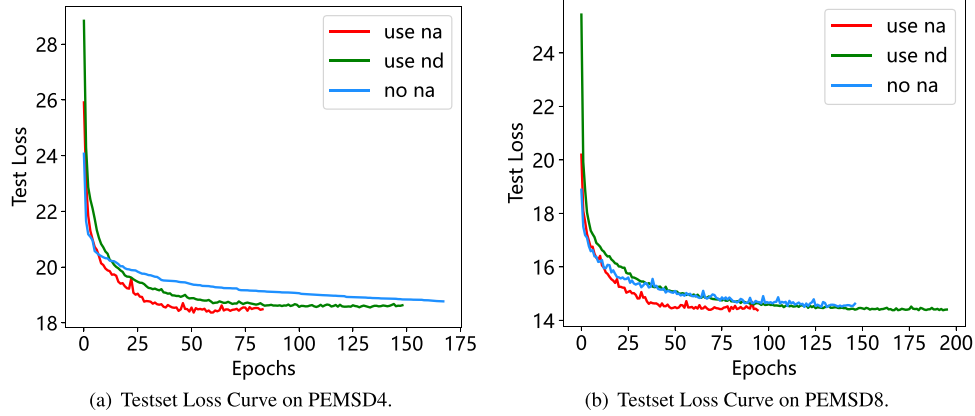 28
26
24
22
20
18
Test Loss
use na
use nd
no na
0 25 50 75 100 125 150 175
Epochs
(a) Testset Loss Curve on PEMSD4.
24
22
20
18
16
14
Test Loss
use na
use nd
no na
0 25 50 75 100 125 150 175 200
Epochs
(b) Testset Loss Curve on PEMSD8.